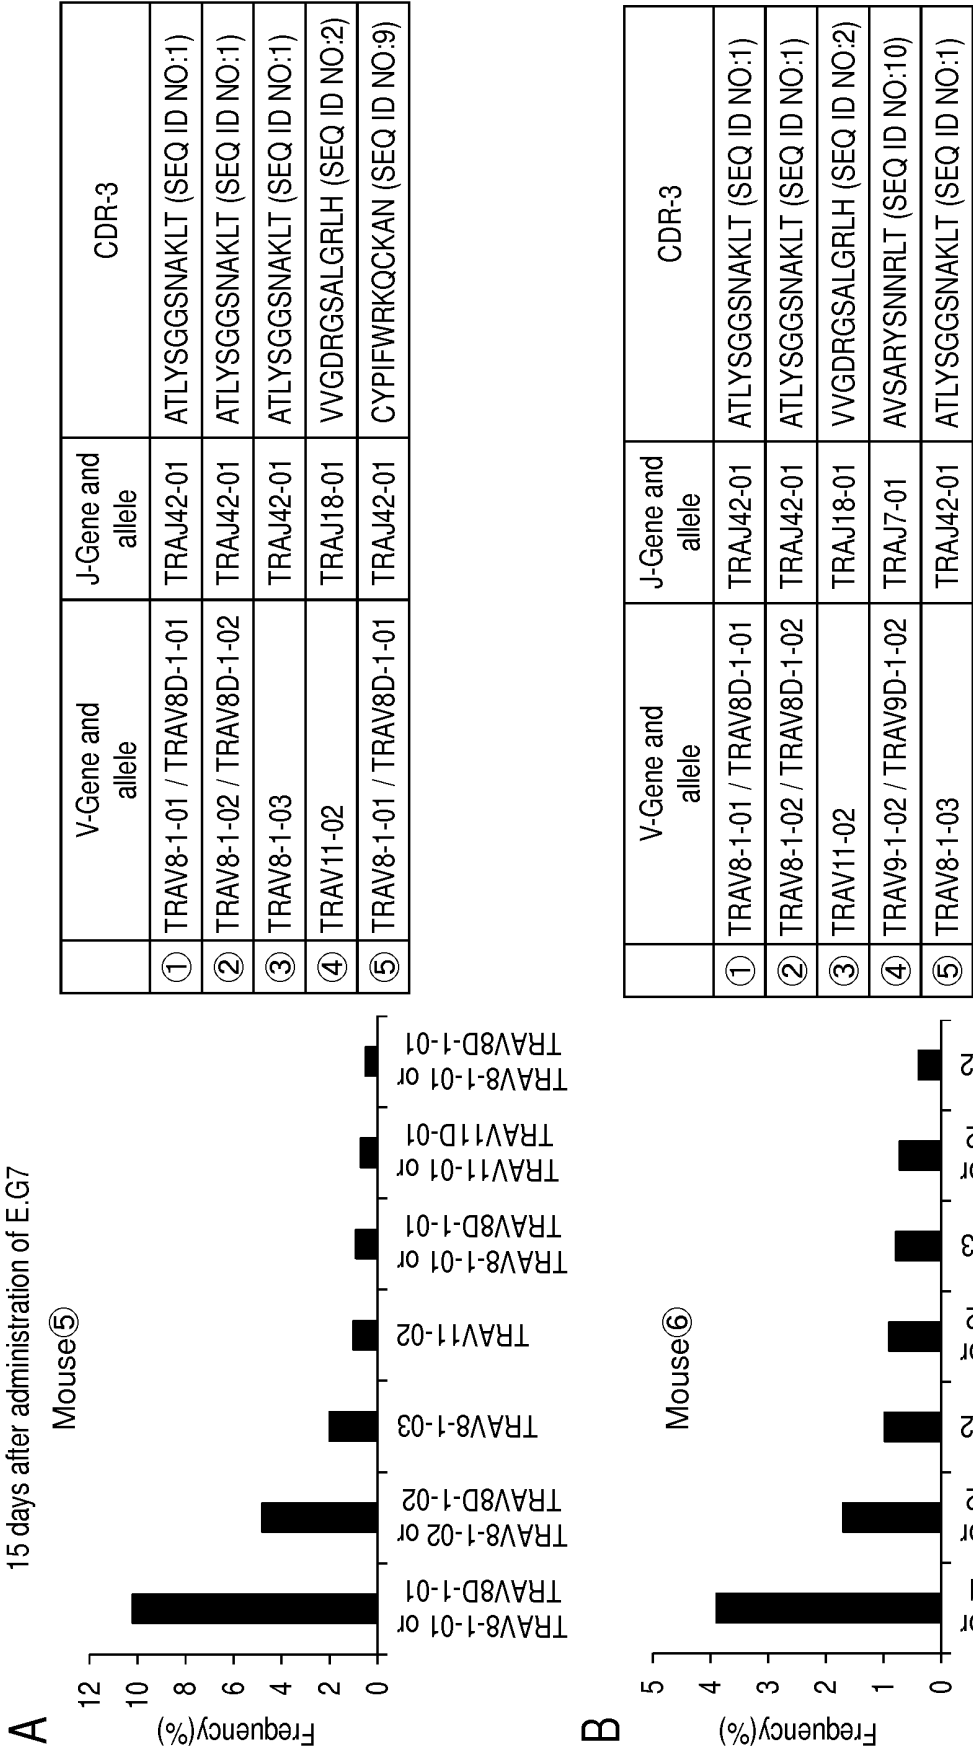 15 days after administration of E.G7
A
Mouse⑤
Frequency(%)
12
10
8
6
4
2
0
TRAV8-1-01 or
TRAV8D-1-01
TRAV8-1-02 or
TRAV8D-1-02
TRAV8-1-03
TRAV11-02
TRAV8-1-01 or
TRAV8D-1-01
TRAV11-01 or
TRAV11D-01
TRAV8-1-01 or
TRAV8D-1-01
V-Gene and
allele
J-Gene and
allele
CDR-3
① TRAV8-1-01 / TRAV8D-1-01 TRAJ42-01 ATLYSGGSNAKLT (SEQ ID NO:1)
② TRAV8-1-02 / TRAV8D-1-02 TRAJ42-01 ATLYSGGSNAKLT (SEQ ID NO:1)
③ TRAV8-1-03 TRAJ42-01 ATLYSGGSNAKLT (SEQ ID NO:1)
④ TRAV11-02 TRAJ18-01 VVGDRGSALGRLH (SEQ ID NO:2)
⑤ TRAV8-1-01 / TRAV8D-1-01 TRAJ42-01 CYPIFWRKQCKAN (SEQ ID NO:9)
B
Mouse⑥
Frequency(%)
5
4
3
2
1
0
V-Gene and
allele
J-Gene and
allele
CDR-3
① TRAV8-1-01 / TRAV8D-1-01 TRAJ42-01 ATLYSGGSNAKLT (SEQ ID NO:1)
② TRAV8-1-02 / TRAV8D-1-02 TRAJ42-01 ATLYSGGSNAKLT (SEQ ID NO:1)
③ TRAV11-02 TRAJ18-01 VVGDRGSALGRLH (SEQ ID NO:2)
④ TRAV9-1-02 / TRAV9D-1-02 TRAJ7-01 AVSARYSNNRLT (SEQ ID NO:10)
⑤ TRAV8-1-03 TRAJ42-01 ATLYSGGSNAKLT (SEQ ID NO:1)